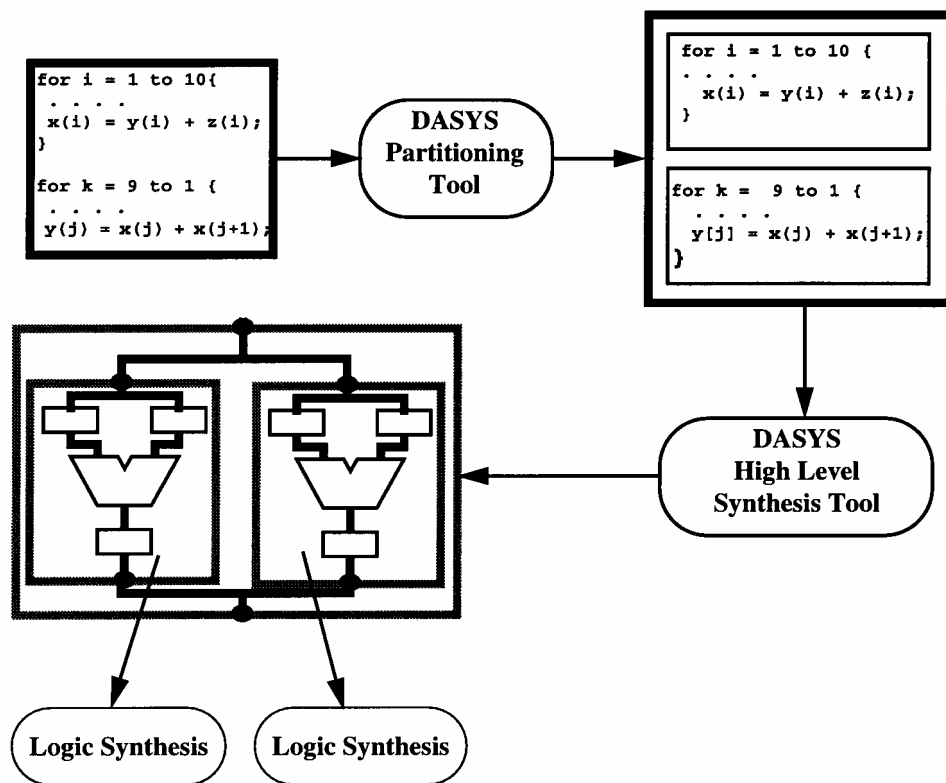 for i = 1 to 10{
. . . .
x(i) = y(i) + z(i);
}
for k = 9 to 1 {
. . . .
y(j) = x(j) + x(j+1);
DASYS
Partitioning
Tool
for i = 1 to 10 {
. . . .
x(i) = y(i) + z(i);
}
for k = 9 to 1 {
. . . .
y[j] = x(j) + x(j+1);
}
DASYS
High Level
Synthesis Tool
Logic Synthesis
Logic Synthesis